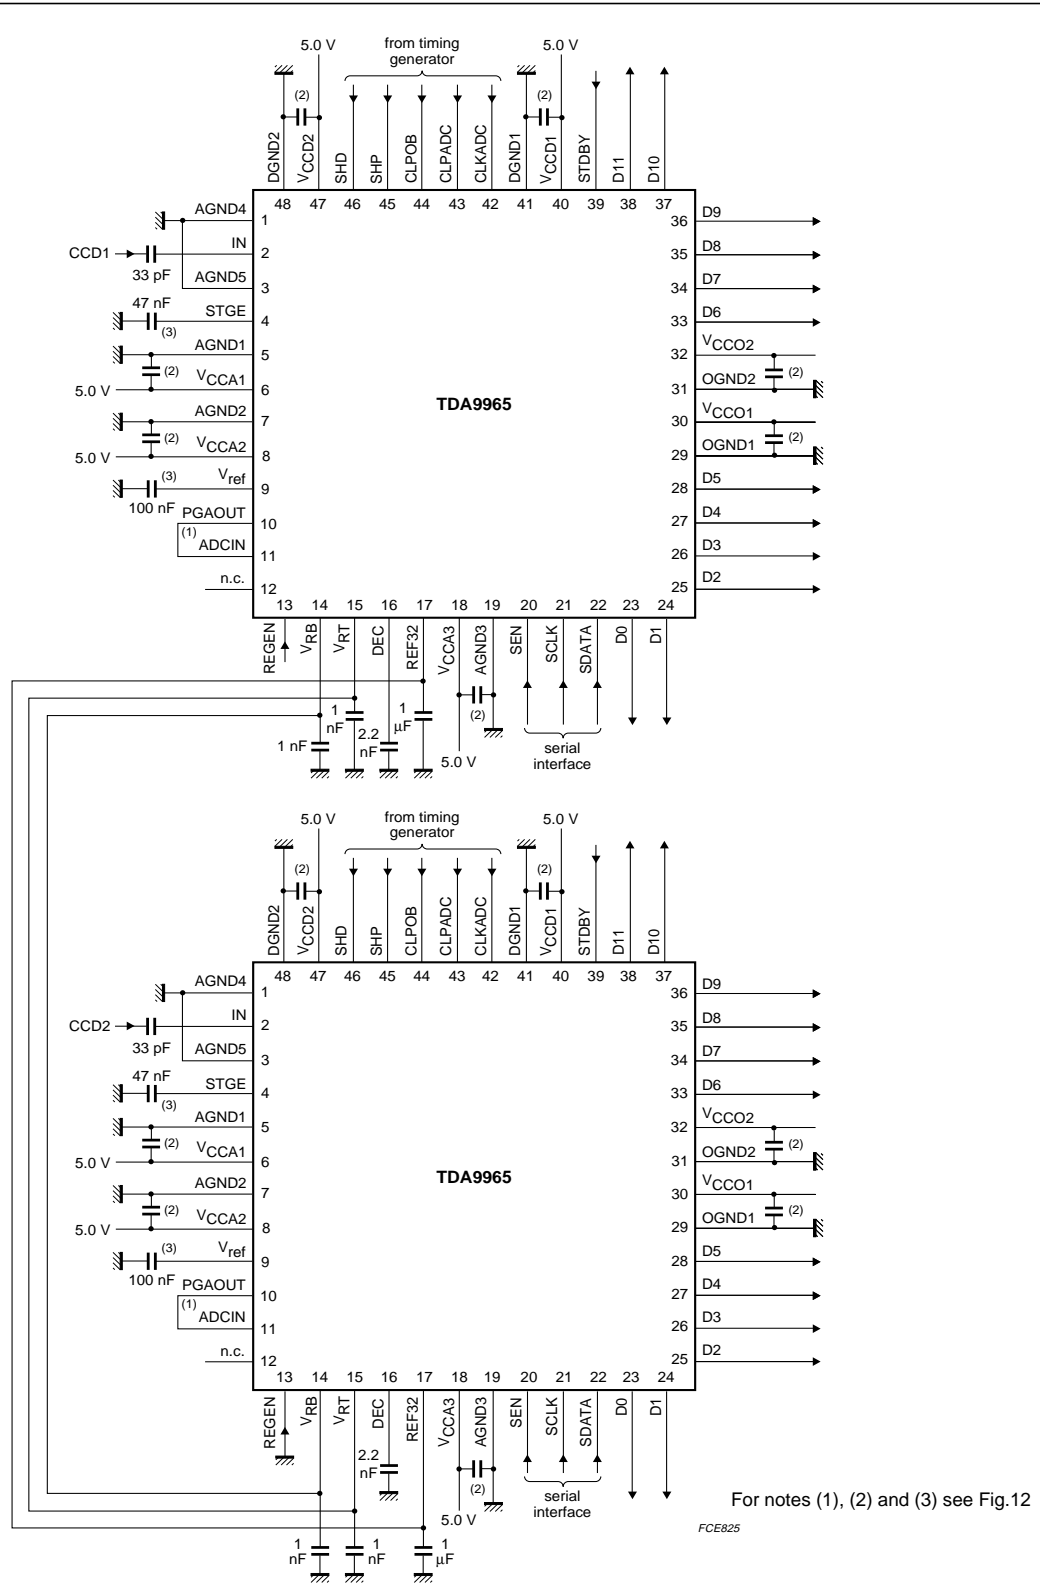 5.0 V
from timing
generator
5.0 V
(2)
(2)
DGND2
VCCD2
SHD
SHP
CLPOB
CLPADC
CLKADC
DGND1
VCCD1
STDBY
D11
D10
48 47 46 45 44 43 42 41 40 39 38 37
AGND4 1
CCD1 IN 2
33 pF
AGND5 3
47 nF STGE 4
(3)
AGND1 5
(2)
5.0 V VCCA1 6
AGND2 7
(2)
5.0 V VCCA2 8
(3) Vref 9
100 nF
PGAOUT 10
(1)
ADCIN 11
n.c. 12
TDA9965
36 D9
35 D8
34 D7
33 D6
32 VCCO2
(2)
31 OGND2
30 VCCO1
(2)
29 OGND1
28 D5
27 D4
26 D3
25 D2
13 14 15 16 17 18 19 20 21 22 23 24
REGEN
VRB
VRT
DEC
REF32
VCCA3
AGND3
SEN
SCLK
SDATA
D0
D1
1 nF
1
nF
2.2
nF
1
μF
(2)
5.0 V
serial
interface
5.0 V
from timing
generator
5.0 V
(2)
(2)
DGND2
VCCD2
SHD
SHP
CLPOB
CLPADC
CLKADC
DGND1
VCCD1
STDBY
D11
D10
48 47 46 45 44 43 42 41 40 39 38 37
AGND4 1
CCD2 IN 2
33 pF
AGND5 3
47 nF STGE 4
(3)
AGND1 5
(2)
5.0 V VCCA1 6
AGND2 7
(2)
5.0 V VCCA2 8
(3) Vref 9
100 nF
PGAOUT 10
(1)
ADCIN 11
n.c. 12
TDA9965
36 D9
35 D8
34 D7
33 D6
32 VCCO2
(2)
31 OGND2
30 VCCO1
(2)
29 OGND1
28 D5
27 D4
26 D3
25 D2
13 14 15 16 17 18 19 20 21 22 23 24
REGEN
VRB
VRT
DEC
REF32
VCCA3
AGND3
SEN
SCLK
SDATA
D0
D1
2.2
nF
(2)
5.0 V
serial
interface
1
nF
1
nF
1
μF
For notes (1), (2) and (3) see Fig.12
FCE825